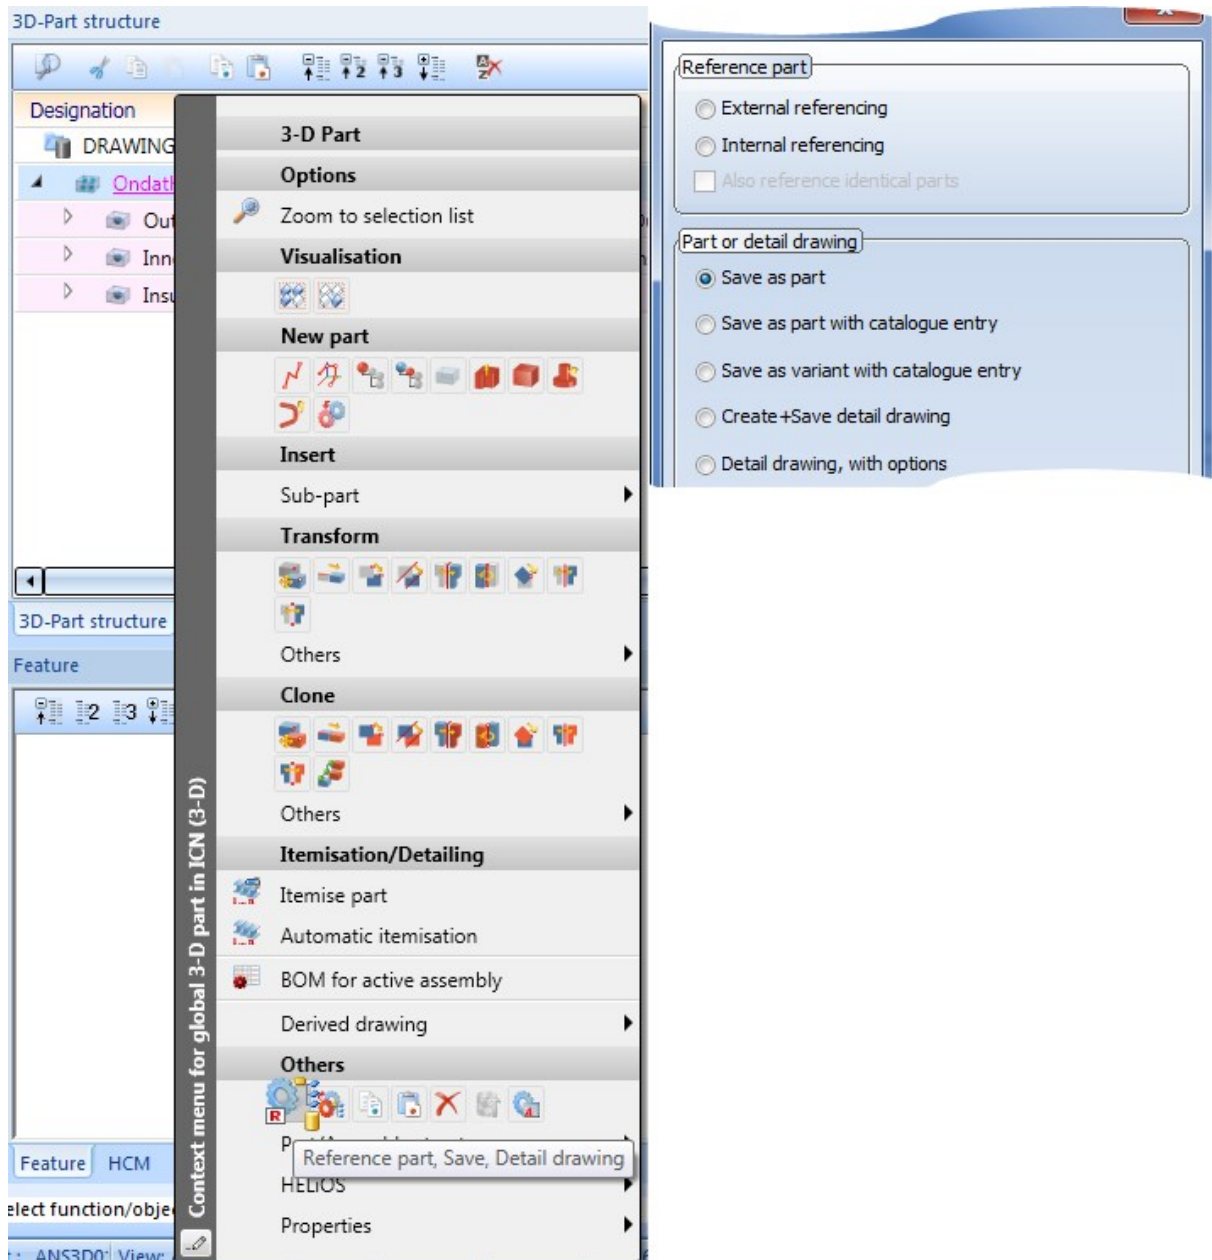 3D-Part structure
Designation
DRAWING
3-D Part
Options
Zoom to selection list
Visualisation
New part
Insert
Sub-part
Transform
Others
Clone
Others
Itemisation/Detailing
Itemise part
Automatic itemisation
BOM for active assembly
Derived drawing
Others
Reference part, Save, Detail drawing
HELiOS
Properties
Context menu for global 3-D part in ICN (3-D)
3D-Part structure
Feature
2 3
Feature HCM
elect function/obje
ANS3D0: View:
Reference part
External referencing
Internal referencing
Also reference identical parts
Part or detail drawing
Save as part
Save as part with catalogue entry
Save as variant with catalogue entry
Create+Save detail drawing
Detail drawing, with options